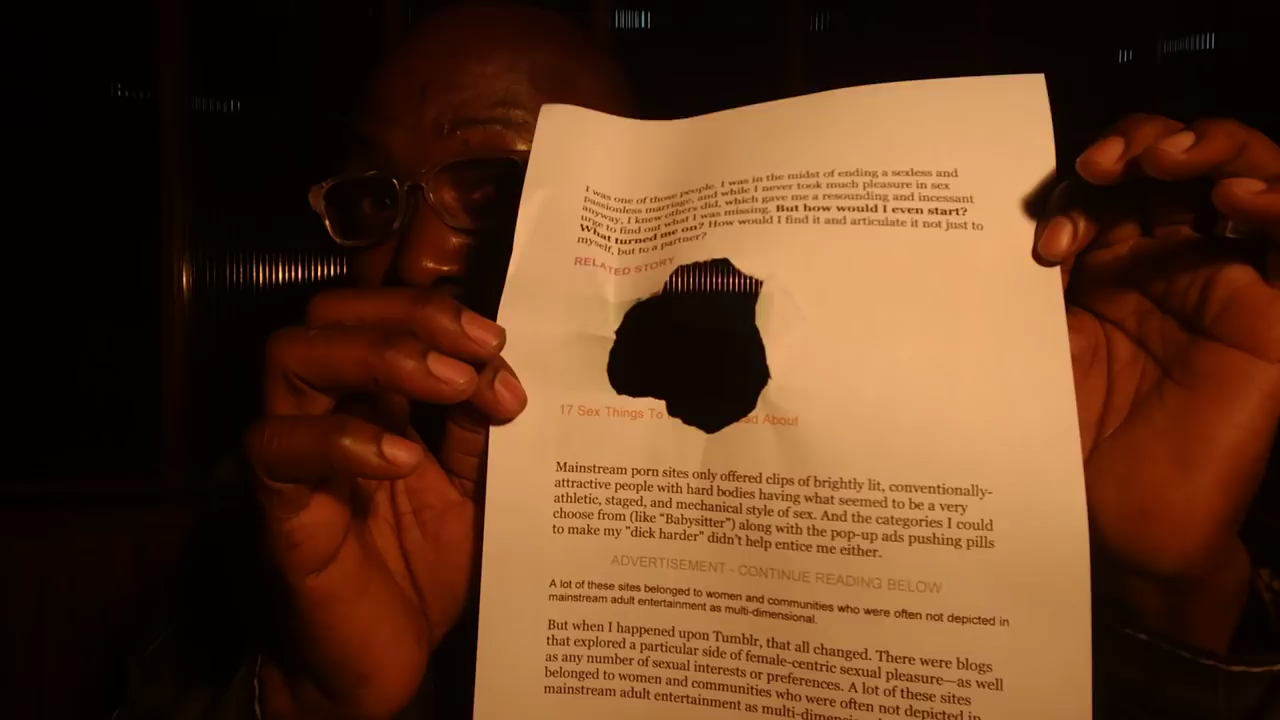 I was one of those people. I was in the midst of ending a sexless and
passionless marriage, and while I never took much pleasure in sex
anyway, I knew others did, which gave me a resounding and incessant
urge to find out what I was missing. But how would I even start?
What turned me on? How would I find it and articulate it not just to
myself, but to a partner?
RELATED STORY
17 Sex Things To About
Mainstream porn sites only offered clips of brightly lit, conventionally-
attractive people with hard bodies having what seemed to be a very
athletic, staged, and mechanical style of sex. And the categories I could
choose from (like “Babysitter”) along with the pop-up ads pushing pills
to make my "dick harder" didn't help entice me either.
ADVERTISEMENT - CONTINUE READING BELOW
A lot of these sites belonged to women and communities who were often not depicted in
mainstream adult entertainment as multi-dimensional.
But when I happened upon Tumblr, that all changed. There were blogs
that explored a particular side of female-centric sexual pleasure—as well
as any number of sexual interests or preferences. A lot of these sites
belonged to women and communities who were often not depicted in
mainstream adult entertainment as